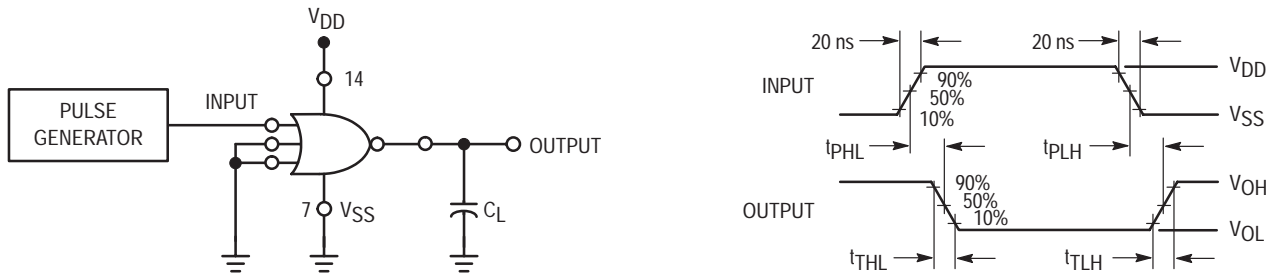 VDD
14
PULSE
GENERATOR
INPUT
OUTPUT
7
VSS
CL
20 ns
20 ns
INPUT
90%
50%
10%
VDD
VSS
tPHL
tPLH
OUTPUT
90%
50%
10%
VOH
VOL
tTHL
tTLH